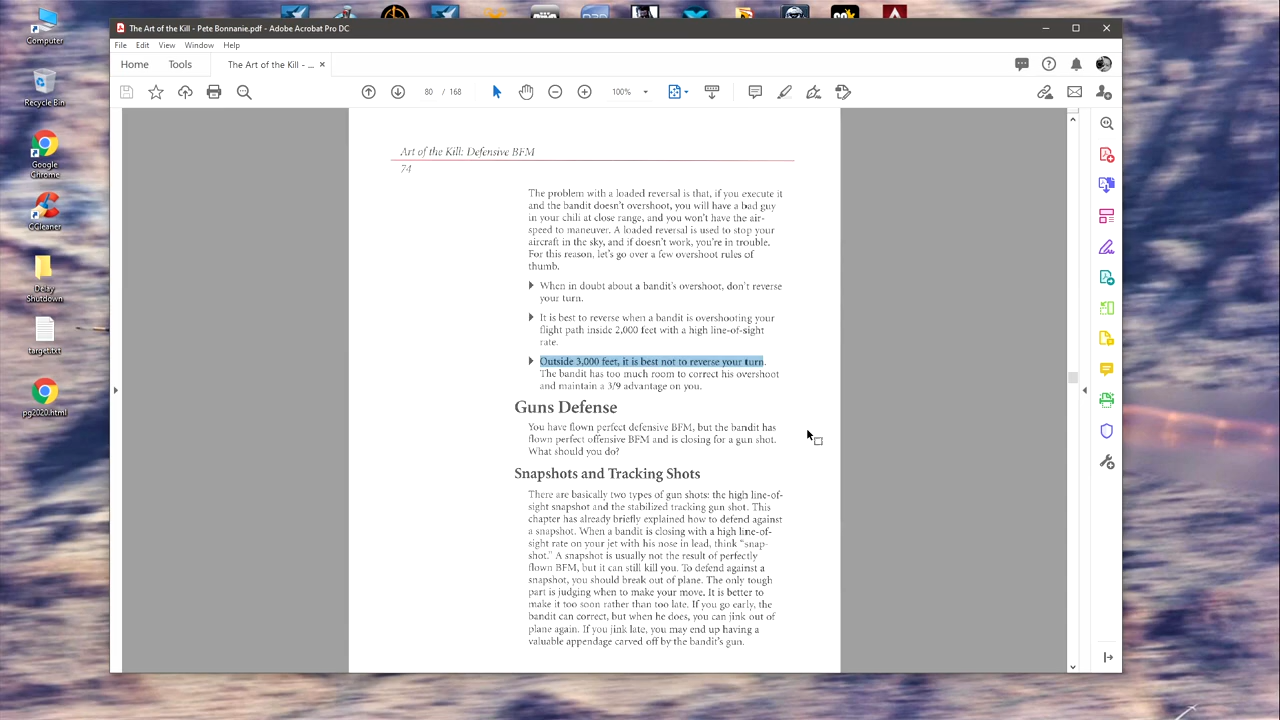 Computer
Recycle Bin
Google
Chrome
CCleaner
Delay
Shutdown
target.txt
pg2020.html
The Art of the Kill - Pete Bonnanie.pdf - Adobe Acrobat Pro DC
File Edit View Window Help
Home Tools The Art of the Kill - ... ×
80 / 168 100%
Art of the Kill: Defensive BFM
74
The problem with a loaded reversal is that, if you execute it
and the bandit doesn't overshoot, you will have a bad guy
in your chili at close range, and you won't have the air-
speed to maneuver. A loaded reversal is used to stop your
aircraft in the sky, and if doesn't work, you're in trouble.
For this reason, let's go over a few overshoot rules of
thumb.
When in doubt about a bandit's overshoot, don't reverse
your turn.
It is best to reverse when a bandit is overshooting your
flight path inside 2,000 feet with a high line-of-sight
rate.
Outside 3,000 feet, it is best not to reverse your turn.
The bandit has too much room to correct his overshoot
and maintain a 3/9 advantage on you.
Guns Defense
You have flown perfect defensive BFM, but the bandit has
flown perfect offensive BFM and is closing for a gun shot.
What should you do?
Snapshots and Tracking Shots
There are basically two types of gun shots: the high line-of-
sight snapshot and the stabilized tracking gun shot. This
chapter has already briefly explained how to defend against
a snapshot. When a bandit is closing with a high line-of-
sight rate on your jet with his nose in lead, think "snap-
shot." A snapshot is usually not the result of perfectly
flown BFM, but it can still kill you. To defend against a
snapshot, you should break out of plane. The only tough
part is judging when to make your move. It is better to
make it too soon rather than too late. If you go early, the
bandit can correct, but when he does, you can jink out of
plane again. If you jink late, you may end up having a
valuable appendage carved off by the bandit's gun.